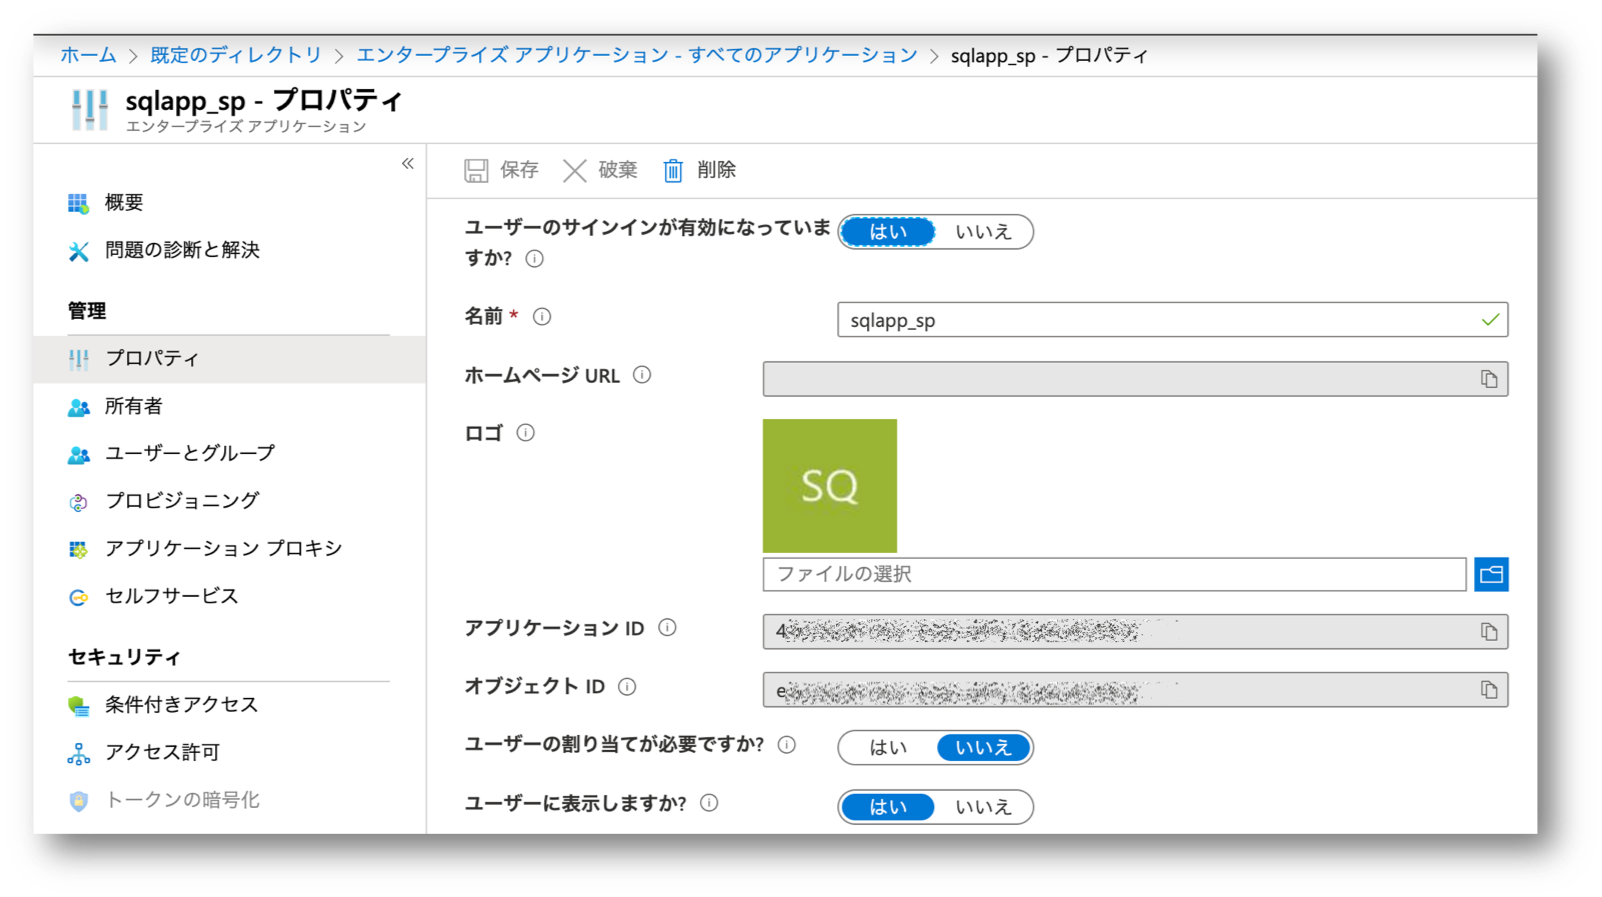 ホーム > 既定のディレクトリ > エンタープライズ アプリケーション - すべてのアプリケーション > sqlapp_sp - プロパティ
sqlapp_sp - プロパティ
エンタープライズ アプリケーション
«
概要
問題の診断と解決
管理
プロパティ
所有者
ユーザーとグループ
プロビジョニング
アプリケーション プロキシ
セルフサービス
セキュリティ
条件付きアクセス
アクセス許可
トークンの暗号化
保存 破棄 削除
ユーザーのサインインが有効になっていま
すか?
はい いいえ
名前 *
sqlapp_sp
ホームページ URL
ロゴ
SQ
ファイルの選択
アプリケーション ID
4
オブジェクト ID
e
ユーザーの割り当てが必要ですか?
はい いいえ
ユーザーに表示しますか?
はい いいえ